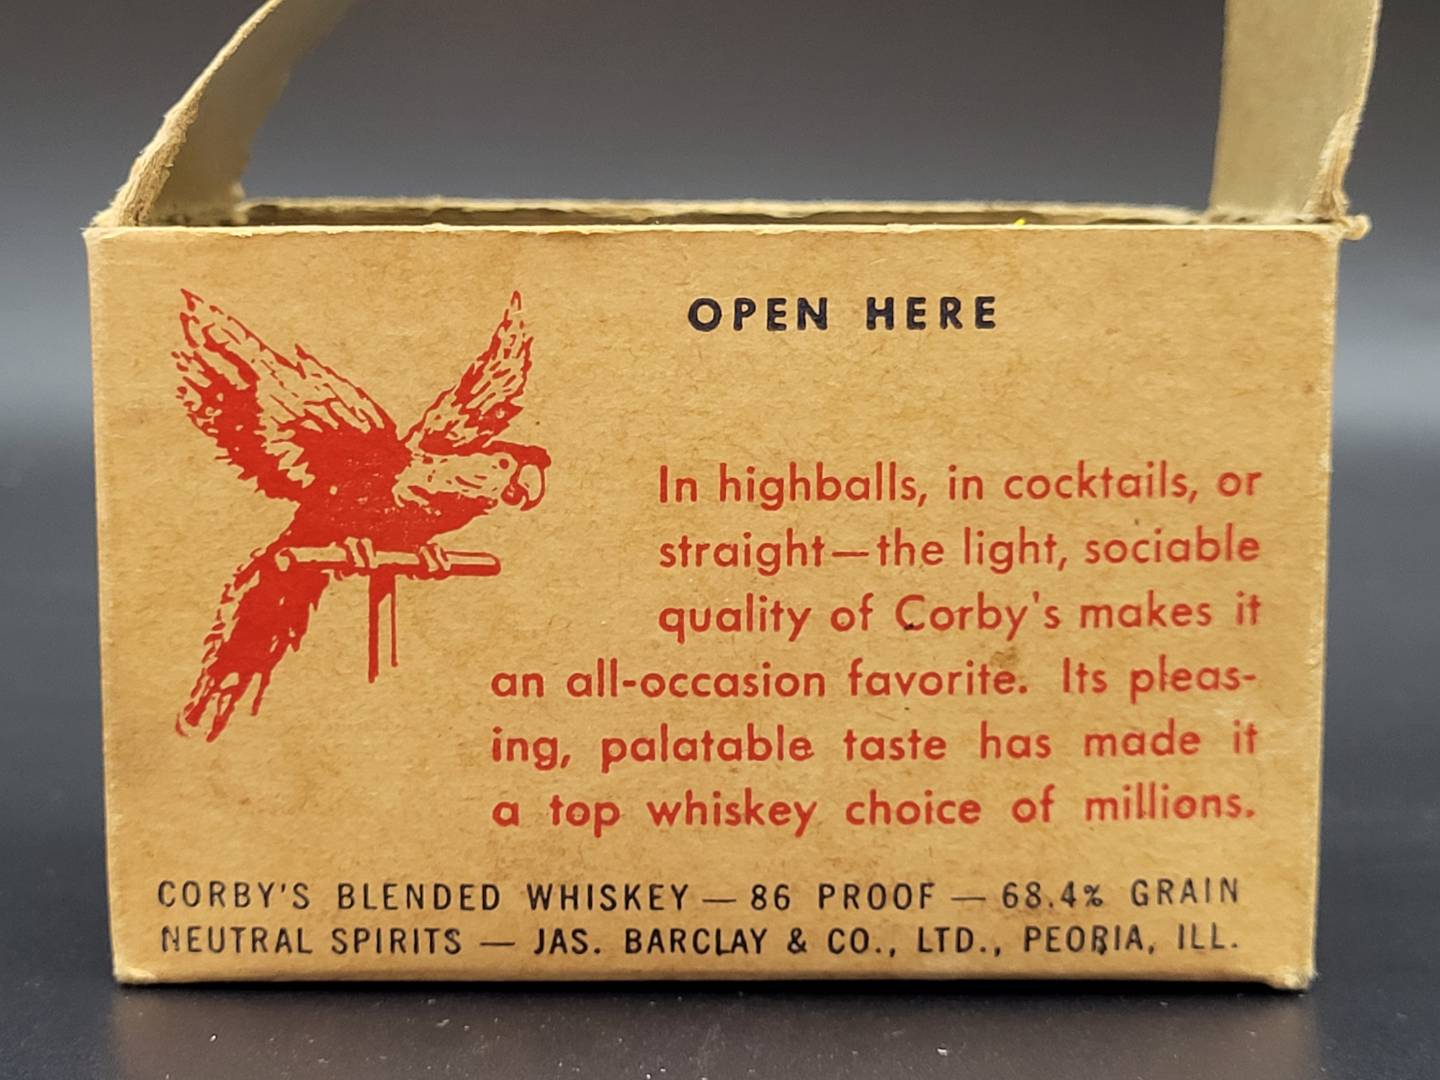 OPEN HERE
In highballs, in cocktails, or
straight—the light, sociable
quality of Corby's makes it
an all-occasion favorite. Its pleas-
ing, palatable taste has made it
a top whiskey choice of millions.
CORBY'S BLENDED WHISKEY — 86 PROOF — 68.4% GRAIN
NEUTRAL SPIRITS — JAS. BARCLAY & CO., LTD., PEORIA, ILL.